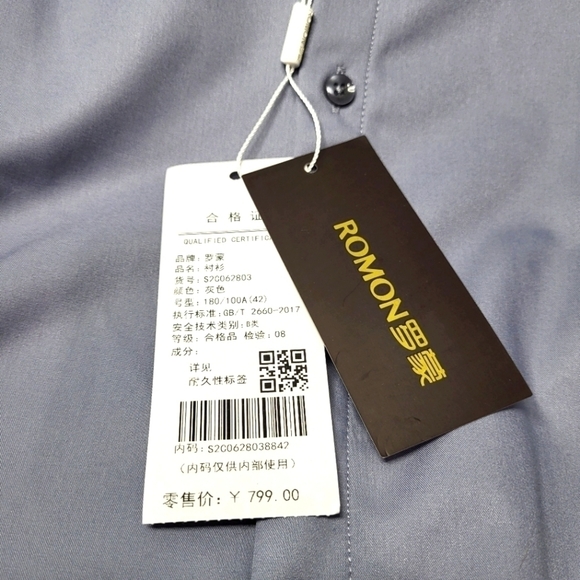 合格证
QUALIFIED CERTIFIC
品牌: 罗蒙
品名: 衬衫
货号: S2C062803
颜色: 灰色
号型: 180/100A(42)
执行标准: GB/T 2660-2017
安全技术类别: B类
等级: 合格品 检验: 08
成分:
详见
耐久性标签
内码: S2C0628038842
(内码仅供内部使用)
零售价: ¥ 799.00
ROMON罗蒙